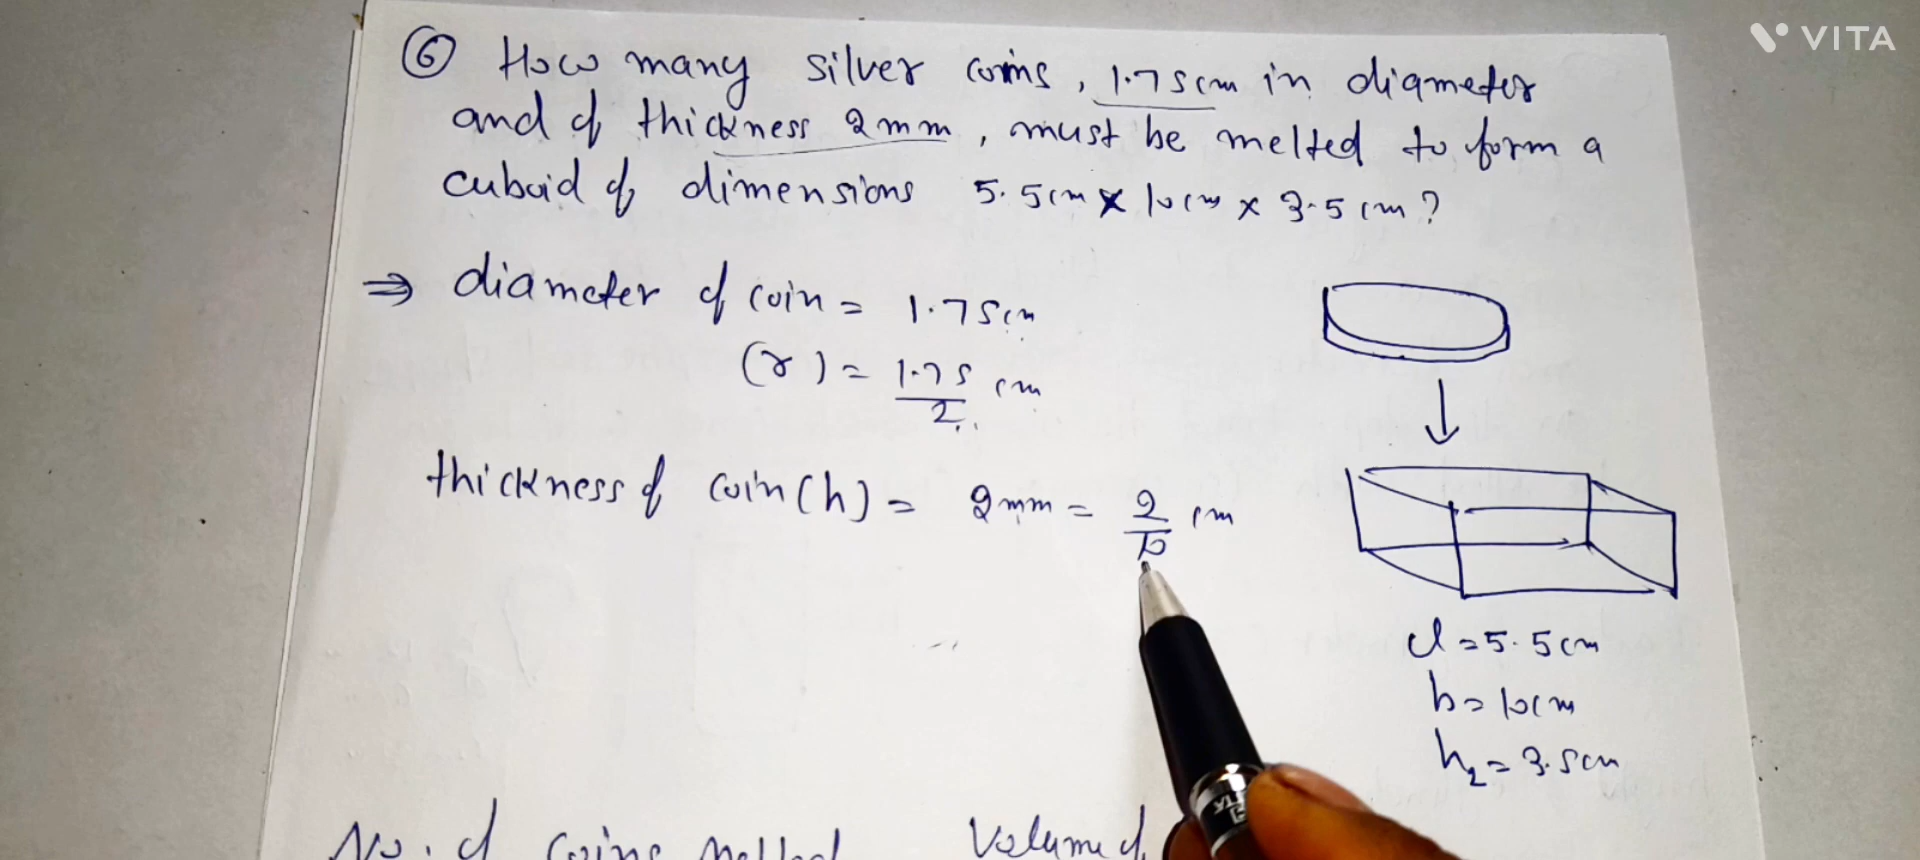 VITA
⑥ How many silver coins, 1.75cm in diameter
and of thickness 2mm, must be melted to form a
cuboid of dimensions 5.5cm x 10cm x 3.5cm?
⇒ diameter of coin = 1.75cm
(r) = 1.75/2 cm
thickness of coin(h) = 2mm = 2/10 cm
l = 5.5cm
b = 10cm
h₂ = 3.5cm
No. of coins melted Volume of